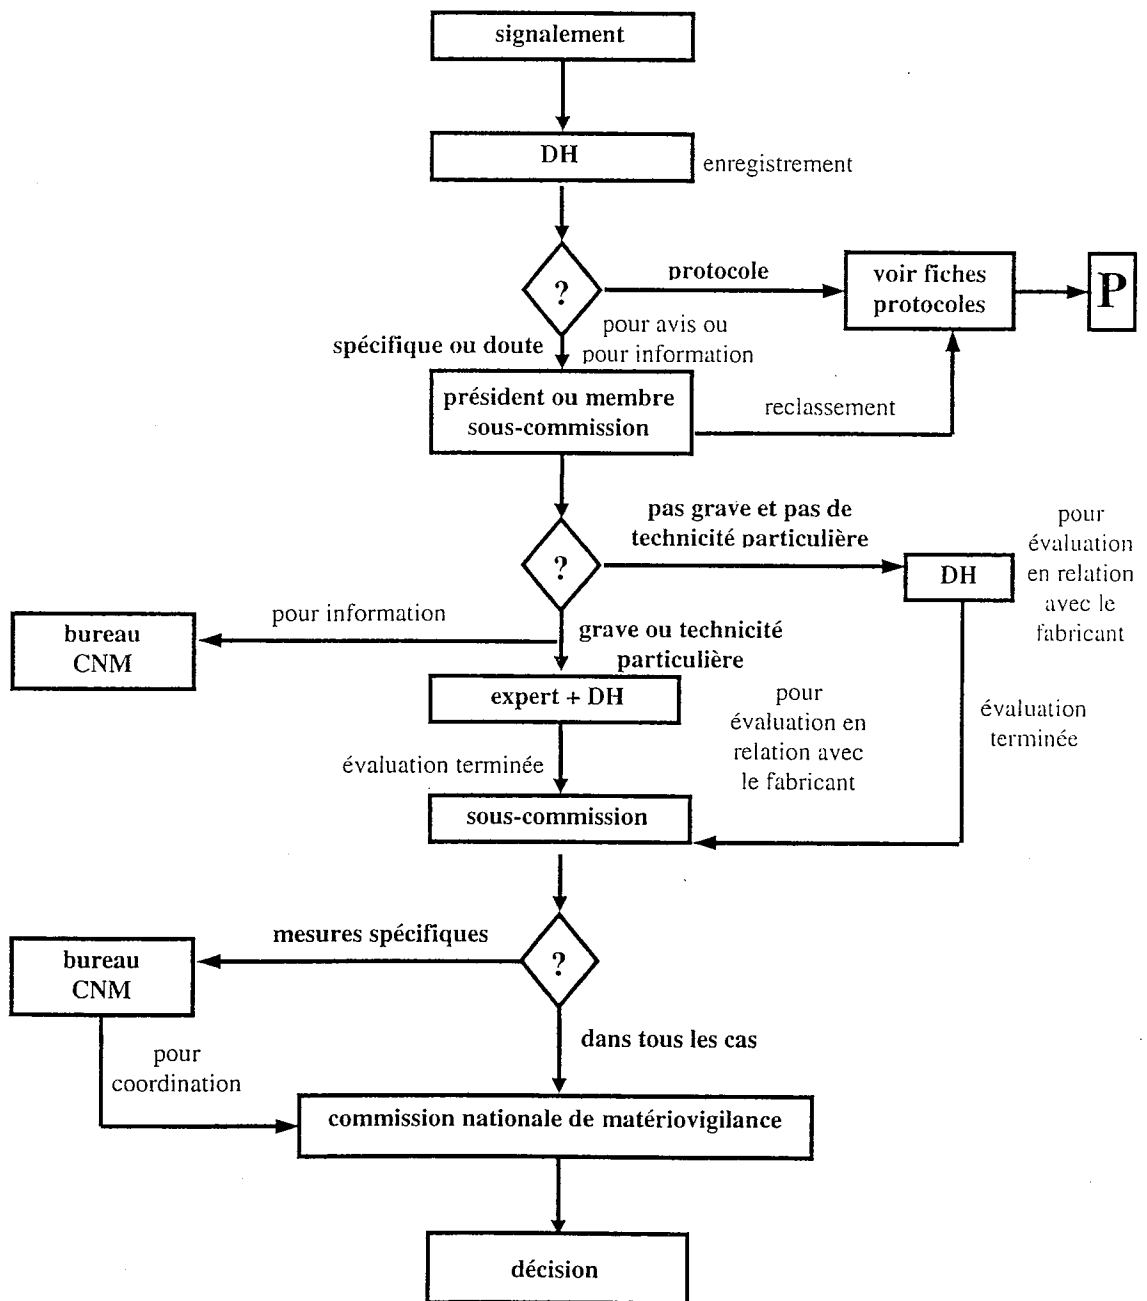 signalement
DH
enregistrement
?
protocole
voir fiches
protocoles
P
spécifique ou doute
pour avis ou
pour information
président ou membre
sous-commission
reclassement
?
pas grave et pas de
technicité particulière
DH
pour
évaluation
en relation
avec le
fabricant
bureau
CNM
pour information
grave ou technicité
particulière
expert + DH
pour
évaluation en
relation avec
le fabricant
évaluation
terminée
évaluation terminée
sous-commission
?
mesures spécifiques
bureau
CNM
dans tous les cas
pour
coordination
commission nationale de matériovigilance
décision